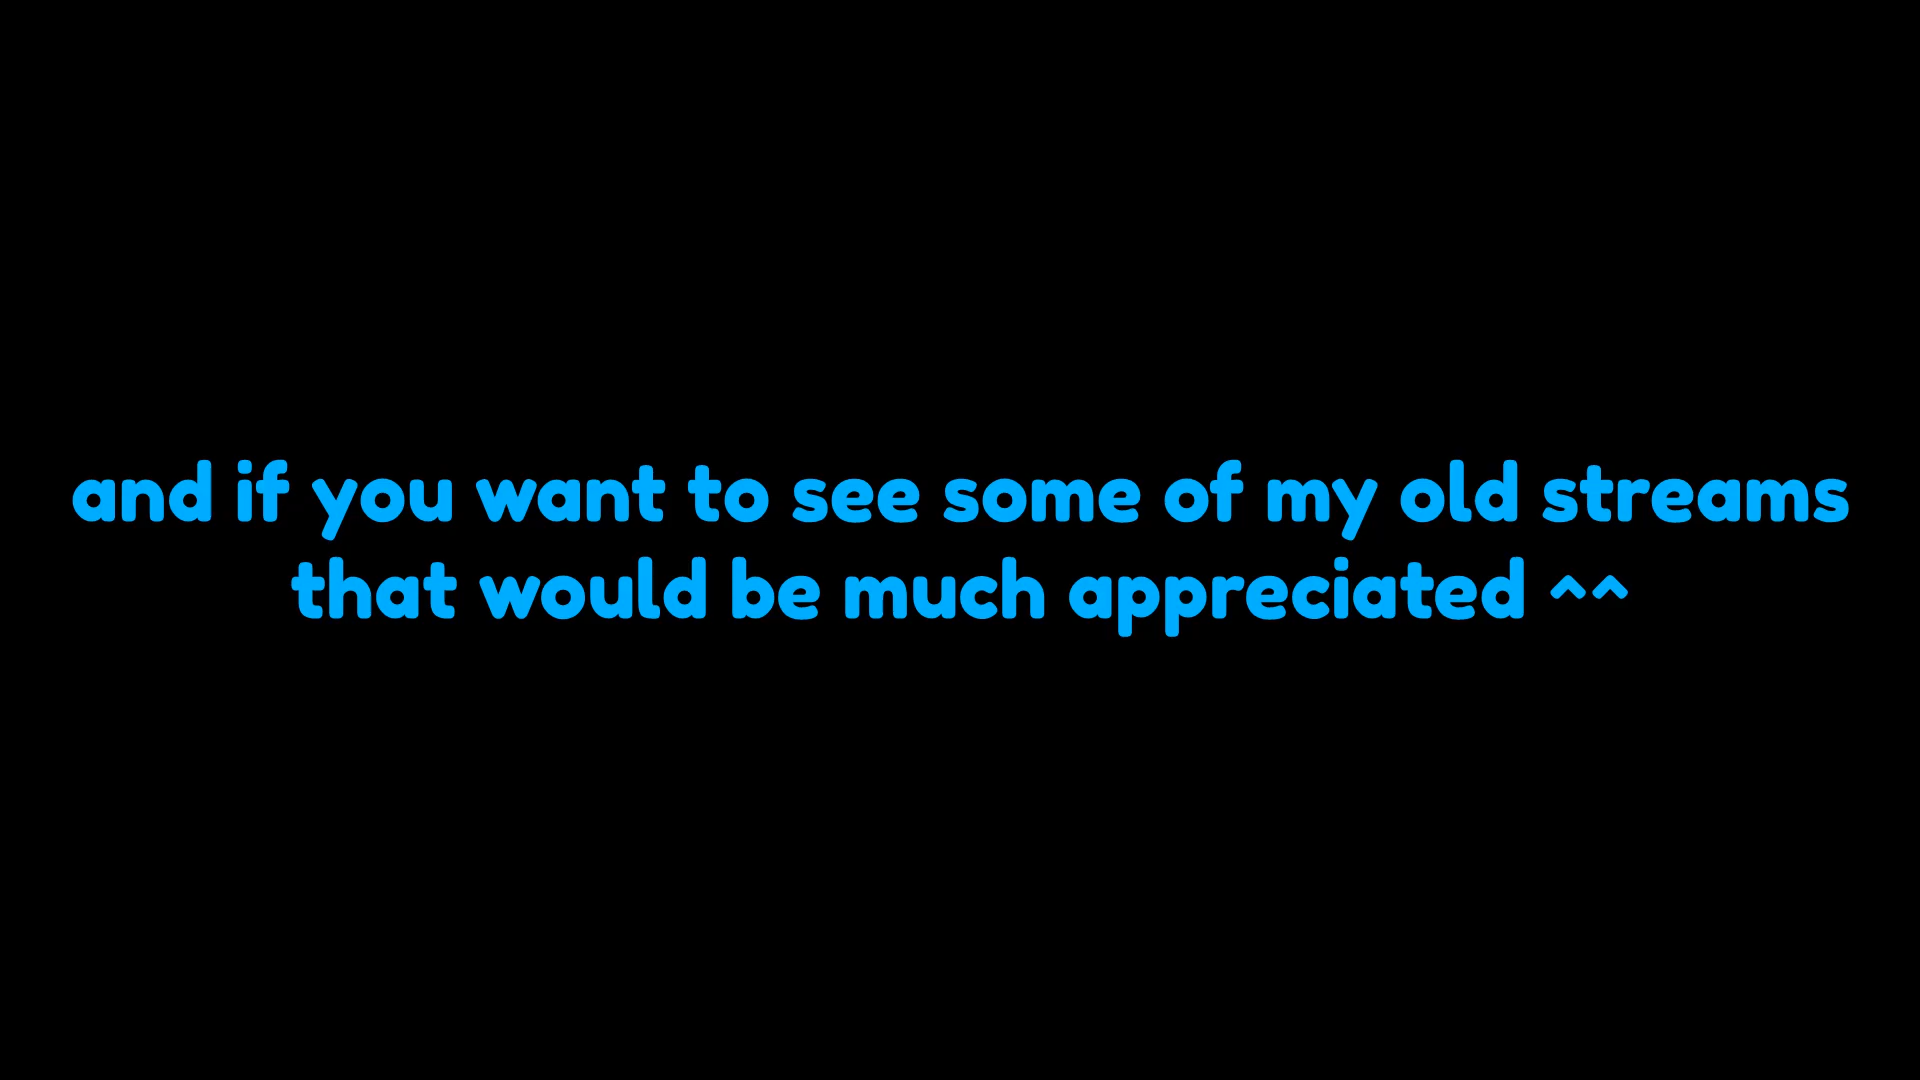 and if you want to see some of my old streams
that would be much appreciated ^^